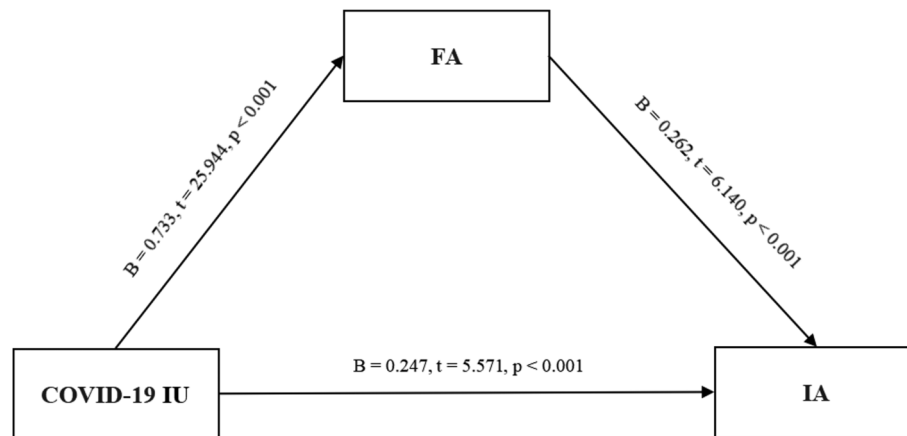 FA
B = 0.733, t = 25.944, p < 0.001
B = 0.262, t = 6.140, p < 0.001
B = 0.247, t = 5.571, p < 0.001
COVID-19 IU
IA